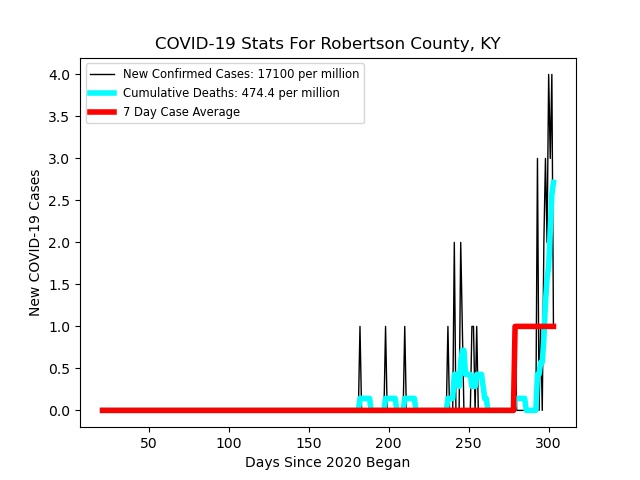 COVID-19 Stats For Robertson County, KY
New Confirmed Cases: 17100 per million
Cumulative Deaths: 474.4 per million
7 Day Case Average
New COVID-19 Cases
4.0
3.5
3.0
2.5
2.0
1.5
1.0
0.5
0.0
50 100 150 200 250 300
Days Since 2020 Began